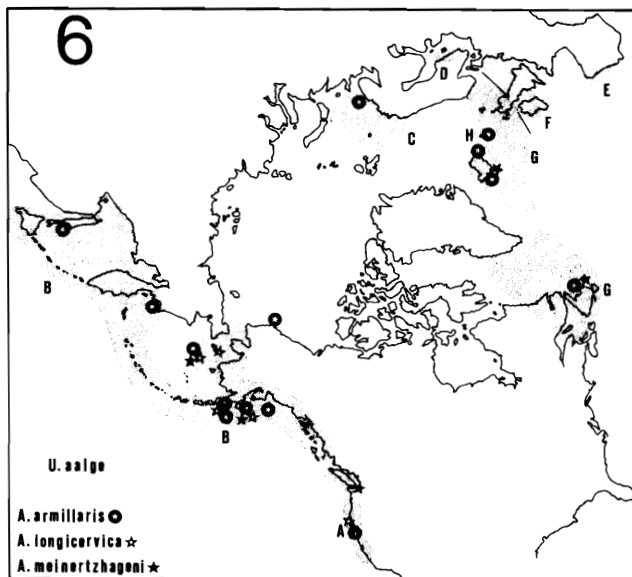 6
D
E
F
H
C
G
B
G
B
A
U. aalge
A. armillaris
A. longicervica ☆
A. meinertzhageni ★